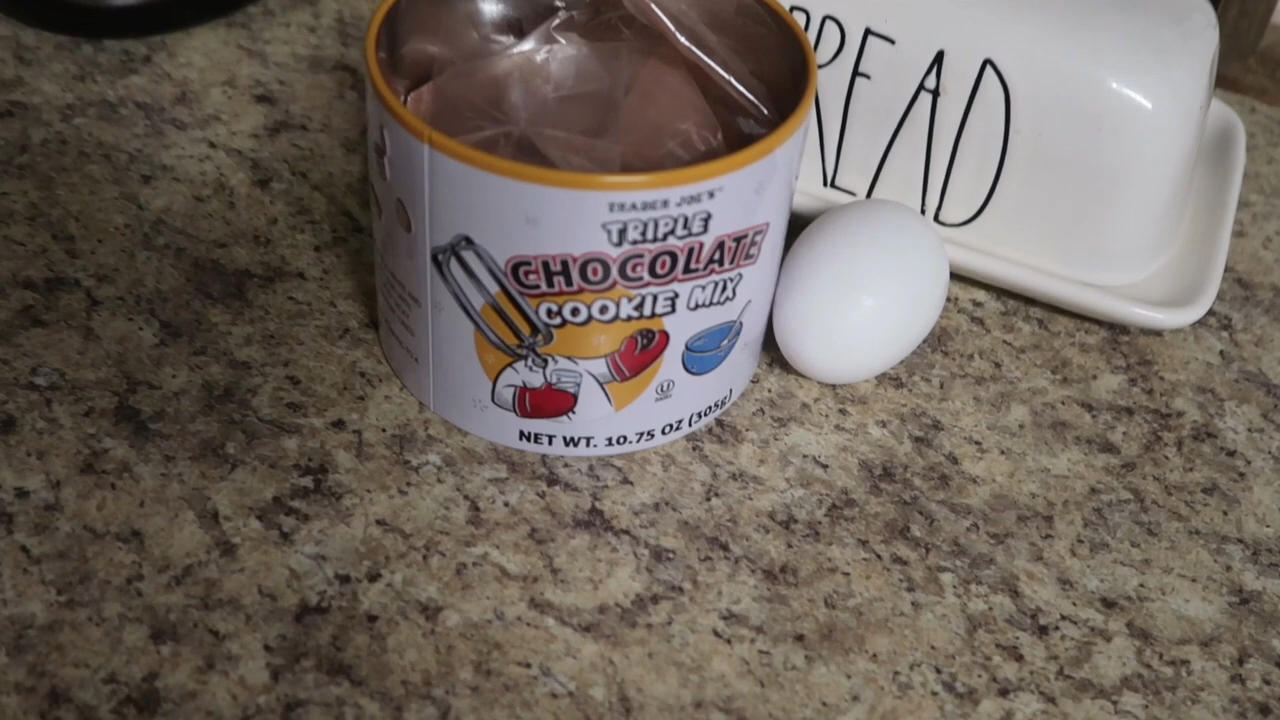 TRADER JOE'S
TRIPLE
CHOCOLATE
COOKIE MIX
NET WT. 10.75 OZ (305g)
READ